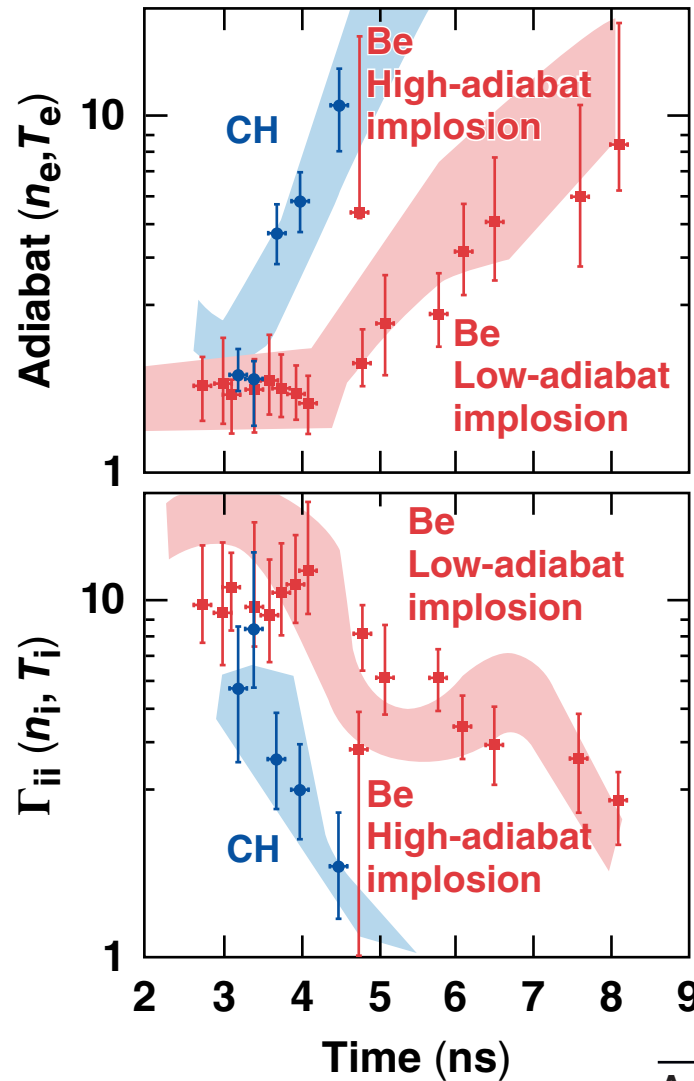 Adiabat (nₑ,Tₑ)
10
1
Be
High-adiabat
implosion
CH
Be
Low-adiabat
implosion
Γᵢᵢ (nᵢ, Tᵢ)
10
1
Be
Low-adiabat
implosion
CH
Be
High-adiabat
implosion
2 3 4 5 6 7 8 9
Time (ns)